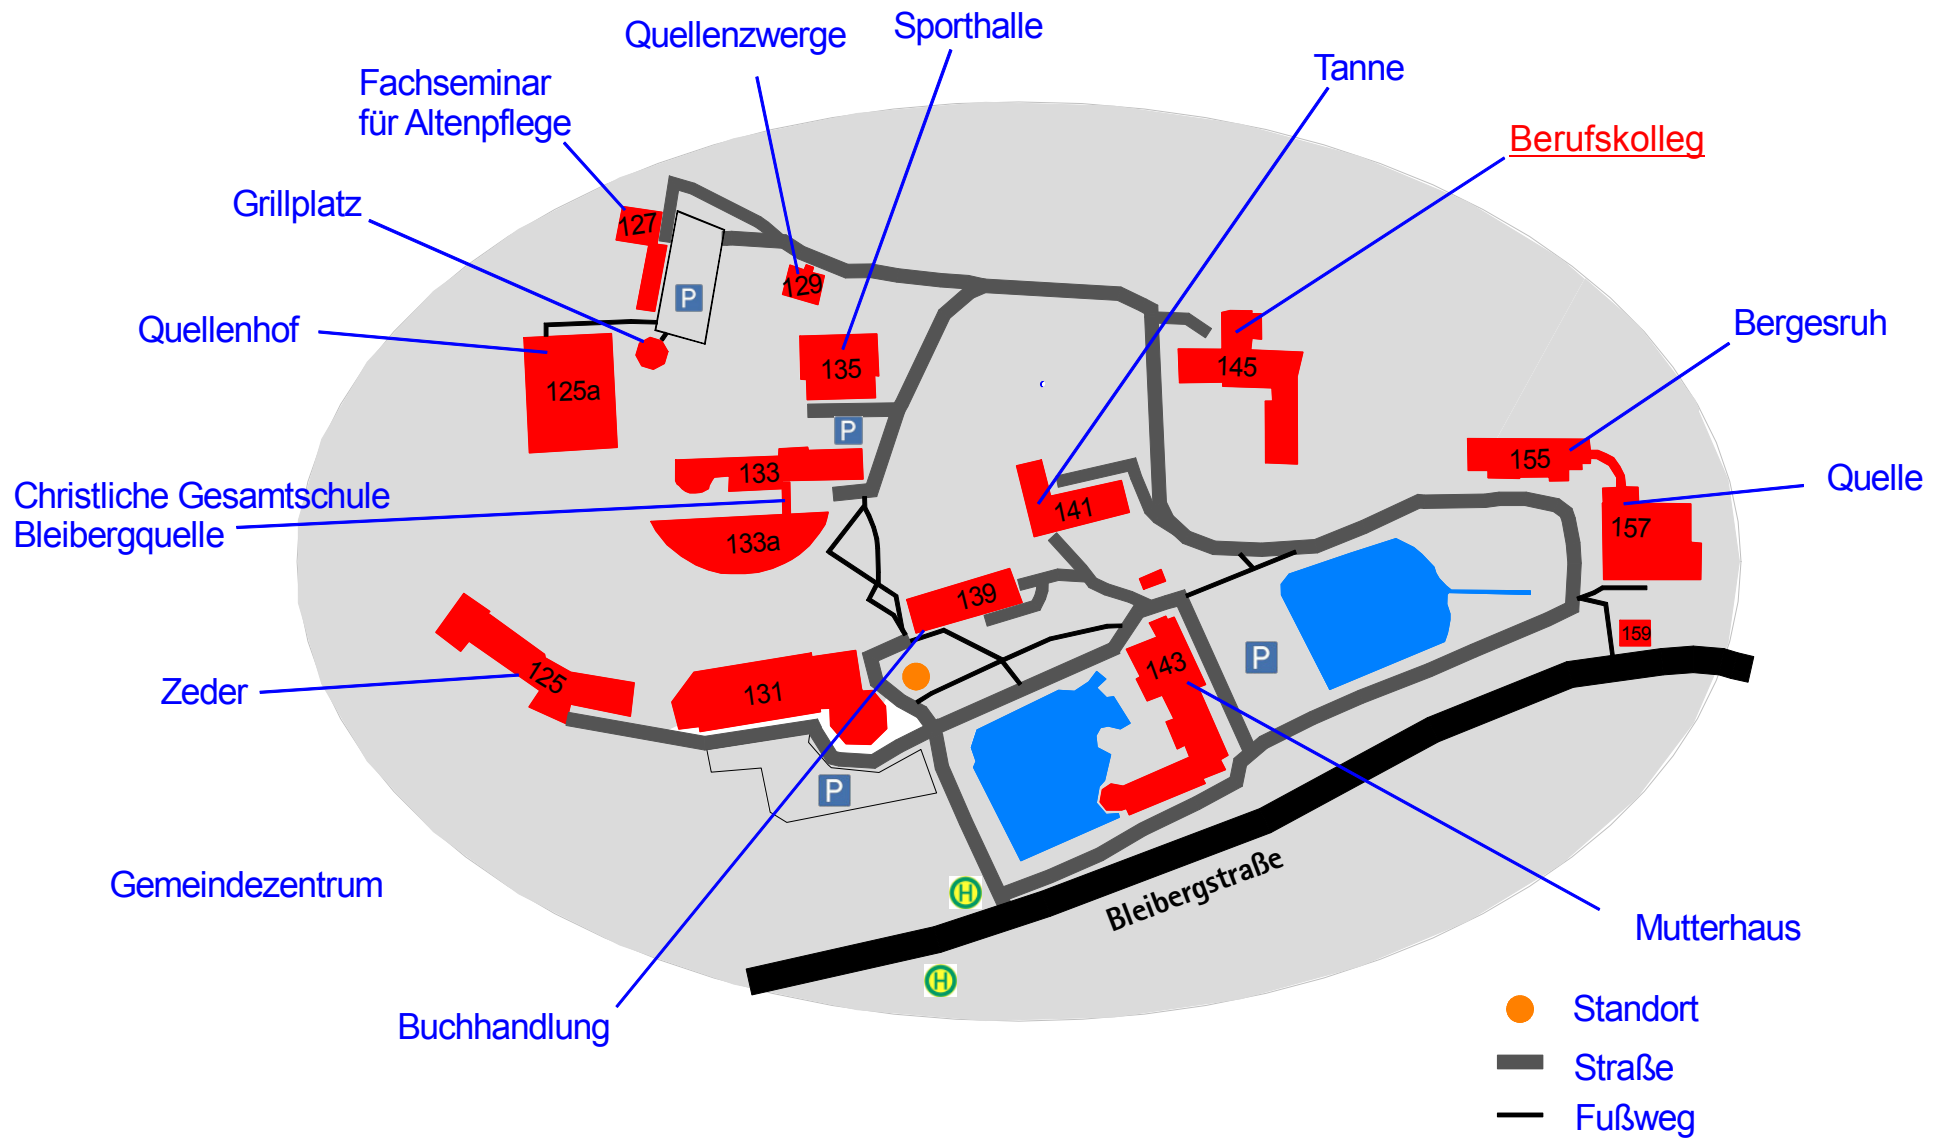 Sporthalle
Quellenzwerge
Tanne
Fachseminar
für Altenpflege
Berufskolleg
Grillplatz
127
129
P
Quellenhof
Bergesruh
135
145
125a
P
133
155
Quelle
Christliche Gesamtschule
Bleibergquelle
141
157
133a
139
159
P
143
125
131
Zeder
P
Bleibergstraße
Gemeindezentrum
H
Mutterhaus
H
Buchhandlung
Standort
Straße
Fußweg